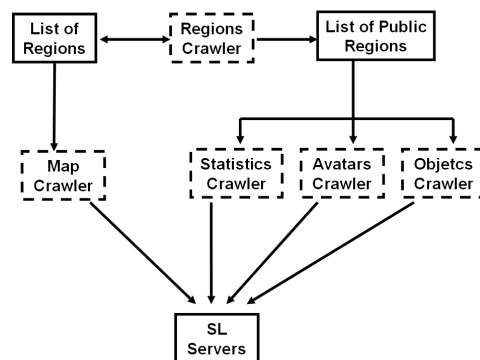 List of
Regions
Regions
Crawler
List of Public
Regions
Map
Crawler
Statistics
Crawler
Avatars
Crawler
Objetcs
Crawler
SL
Servers